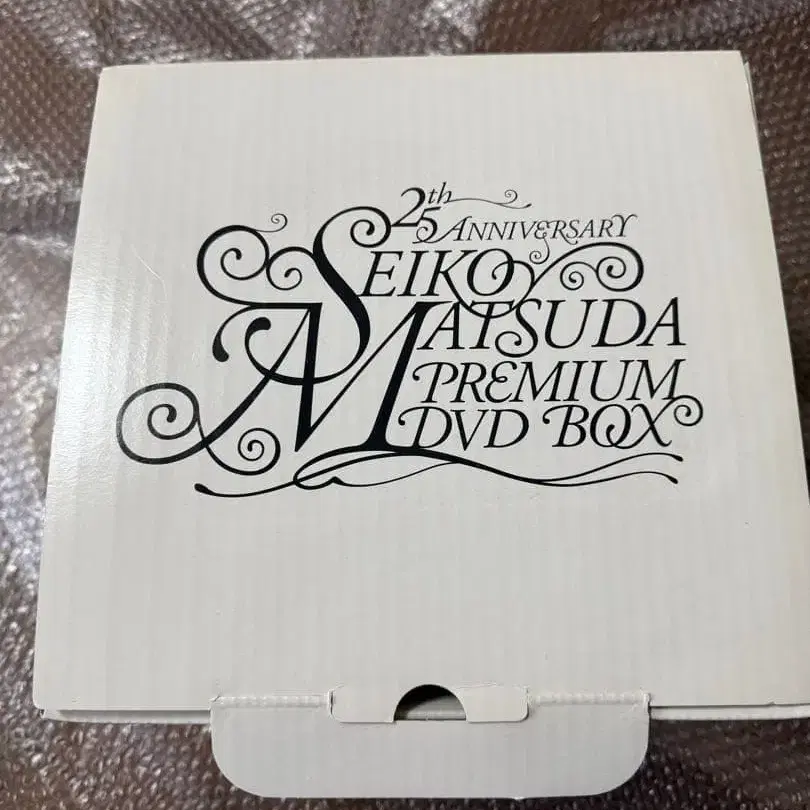 25th ANNIVERSARY
SEIKO
MATSUDA
PREMIUM
DVD BOX